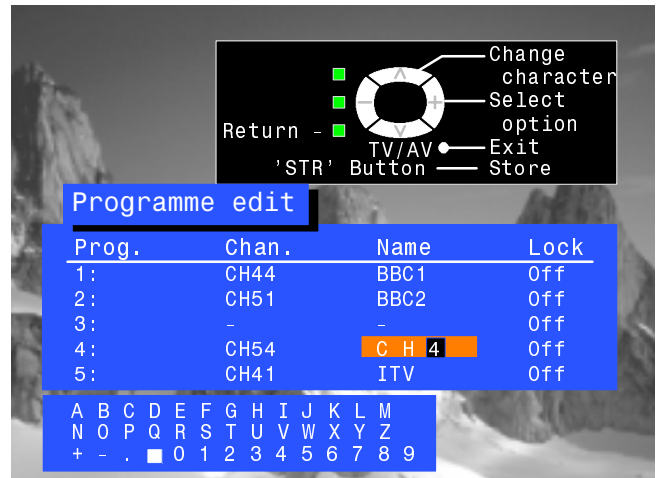 Change
character
Select
option
Return -
TV/AV
Exit
'STR' Button
Store
Programme edit
Prog. Chan. Name Lock
1: CH44 BBC1 Off
2: CH51 BBC2 Off
3: - - Off
4: CH54 C H 4 Off
5: CH41 ITV Off
A B C D E F G H I J K L M
N O P Q R S T U V W X Y Z
+ - . ■ 0 1 2 3 4 5 6 7 8 9